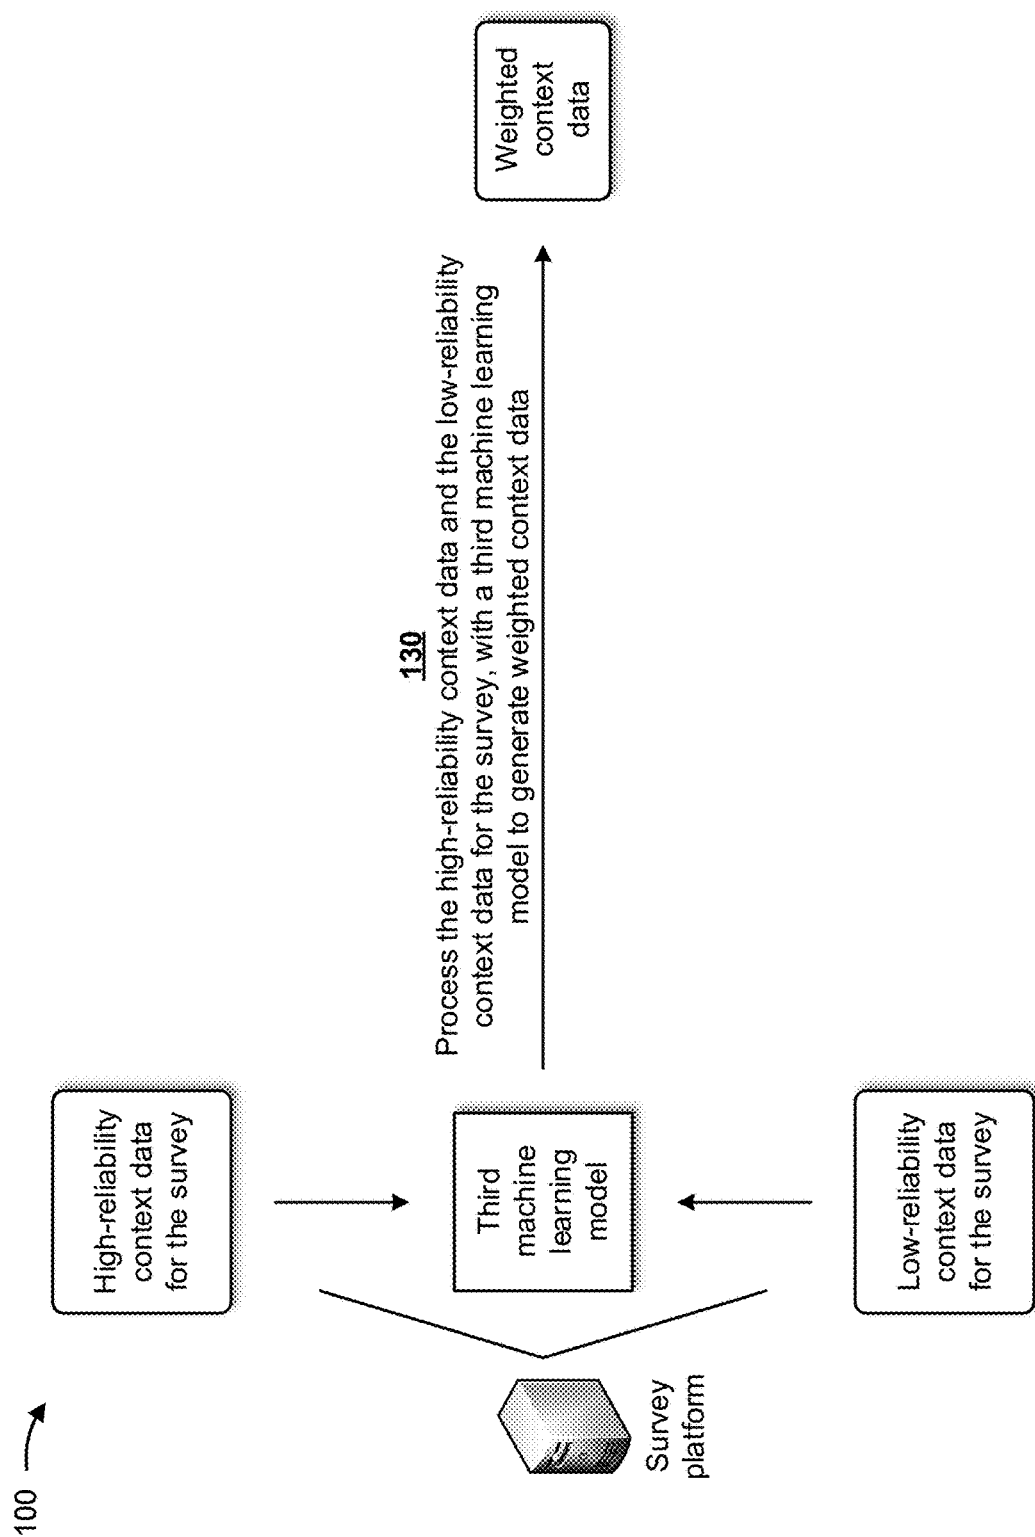 100
High-reliability
context data
for the survey
Survey
platform
Third
machine
learning
model
Low-reliability
context data
for the survey
130
Process the high-reliability context data and the low-reliability
context data for the survey, with a third machine learning
model to generate weighted context data
Weighted
context
data